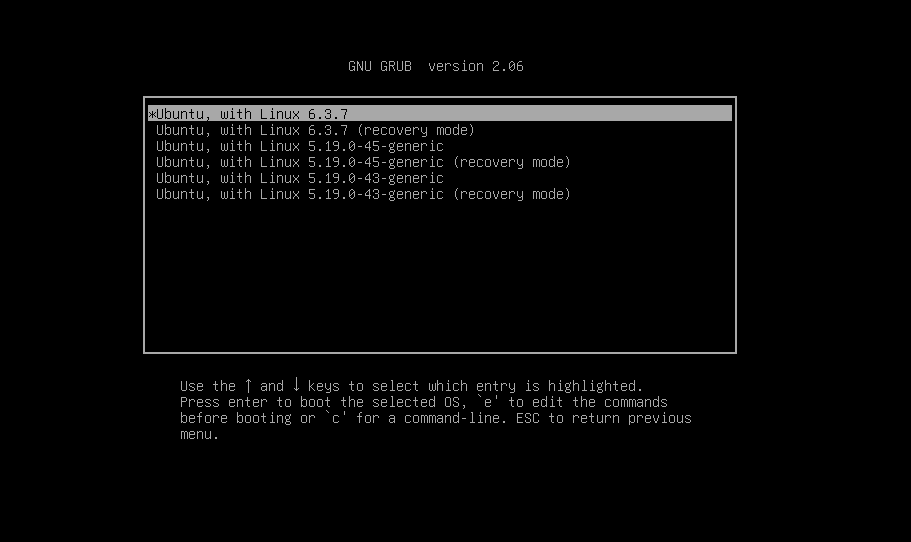 GNU GRUB  version 2.06
*Ubuntu, with Linux 6.3.7
Ubuntu, with Linux 6.3.7 (recovery mode)
Ubuntu, with Linux 5.19.0-45-generic
Ubuntu, with Linux 5.19.0-45-generic (recovery mode)
Ubuntu, with Linux 5.19.0-43-generic
Ubuntu, with Linux 5.19.0-43-generic (recovery mode)
Use the ↑ and ↓ keys to select which entry is highlighted.
Press enter to boot the selected OS, `e' to edit the commands
before booting or `c' for a command-line. ESC to return previous
menu.